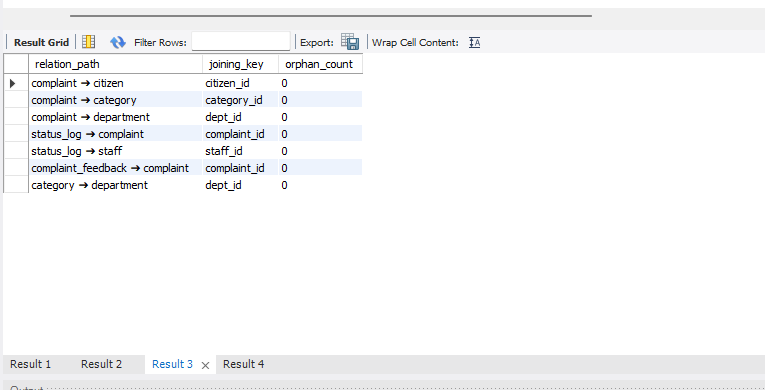 Result Grid Filter Rows: Export: Wrap Cell Content: IA
relation_path joining_key orphan_count
complaint ➔ citizen citizen_id 0
complaint ➔ category category_id 0
complaint ➔ department dept_id 0
status_log ➔ complaint complaint_id 0
status_log ➔ staff staff_id 0
complaint_feedback ➔ complaint complaint_id 0
category ➔ department dept_id 0
Result 1 Result 2 Result 3 × Result 4
Output